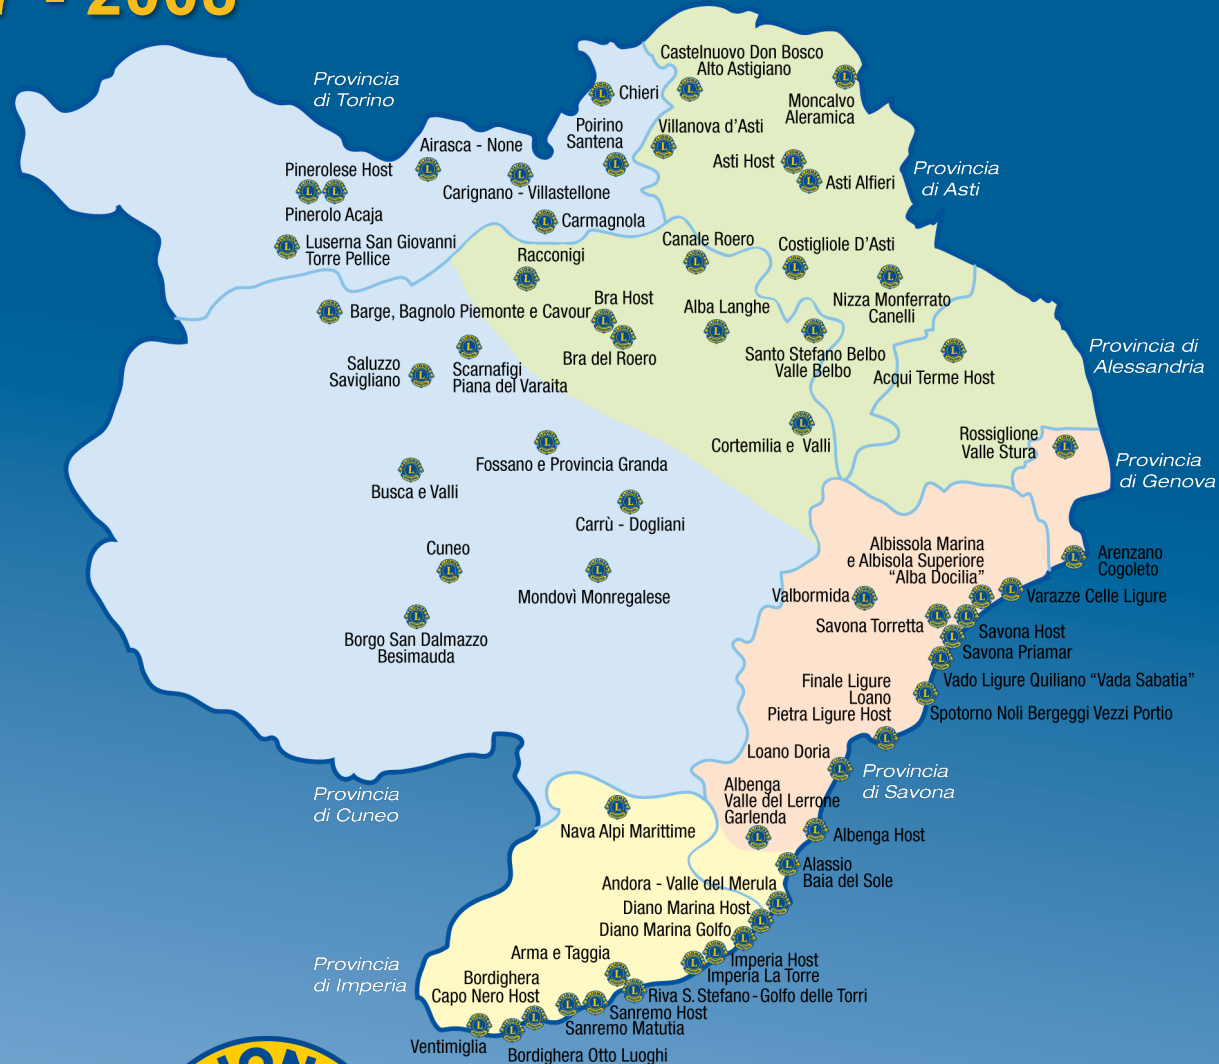 - 2008
Provincia
di Torino
Castelnuovo Don Bosco
Alto Astigiano
Chieri
Moncalvo
Aleramica
Poirino
Santena
Villanova d'Asti
Airasca - None
Asti Host
Pinerolese Host
Carignano - Villastellone
Asti Alfieri
Provincia
di Asti
Pinerolo Acaja
Carmagnola
Luserna San Giovanni
Torre Pellice
Canale Roero
Costigliole D'Asti
Racconigi
Barge, Bagnolo Piemonte e Cavour
Bra Host
Alba Langhe
Nizza Monferrato
Canelli
Bra del Roero
Santo Stefano Belbo
Valle Belbo
Provincia di
Alessandria
Saluzzo
Savigliano
Scarnafigi
Piana del Varaita
Acqui Terme Host
Cortemilia e Valli
Rossiglione
Valle Stura
Provincia
di Genova
Fossano e Provincia Granda
Busca e Valli
Carrù - Dogliani
Cuneo
Albissola Marina
e Albisola Superiore
“Alba Docilia”
Arenzano
Cogoleto
Mondovì Monregalese
Valbormida
Varazze Celle Ligure
Savona Torretta
Savona Host
Borgo San Dalmazzo
Besimauda
Savona Priamar
Vado Ligure Quiliano “Vada Sabatia”
Finale Ligure
Loano
Pietra Ligure Host
Spotorno Noli Bergeggi Vezzi Portio
Loano Doria
Provincia
di Savona
Provincia
di Cuneo
Albenga
Valle del Lerrone
Garlenda
Nava Alpi Marittime
Albenga Host
Alassio
Baia del Sole
Andora - Valle del Merula
Diano Marina Host
Diano Marina Golfo
Arma e Taggia
Imperia Host
Imperia La Torre
Provincia
di Imperia
Bordighera
Capo Nero Host
Riva S.Stefano - Golfo delle Torri
Sanremo Host
Sanremo Matutia
Ventimiglia
Bordighera Otto Luoghi
ION